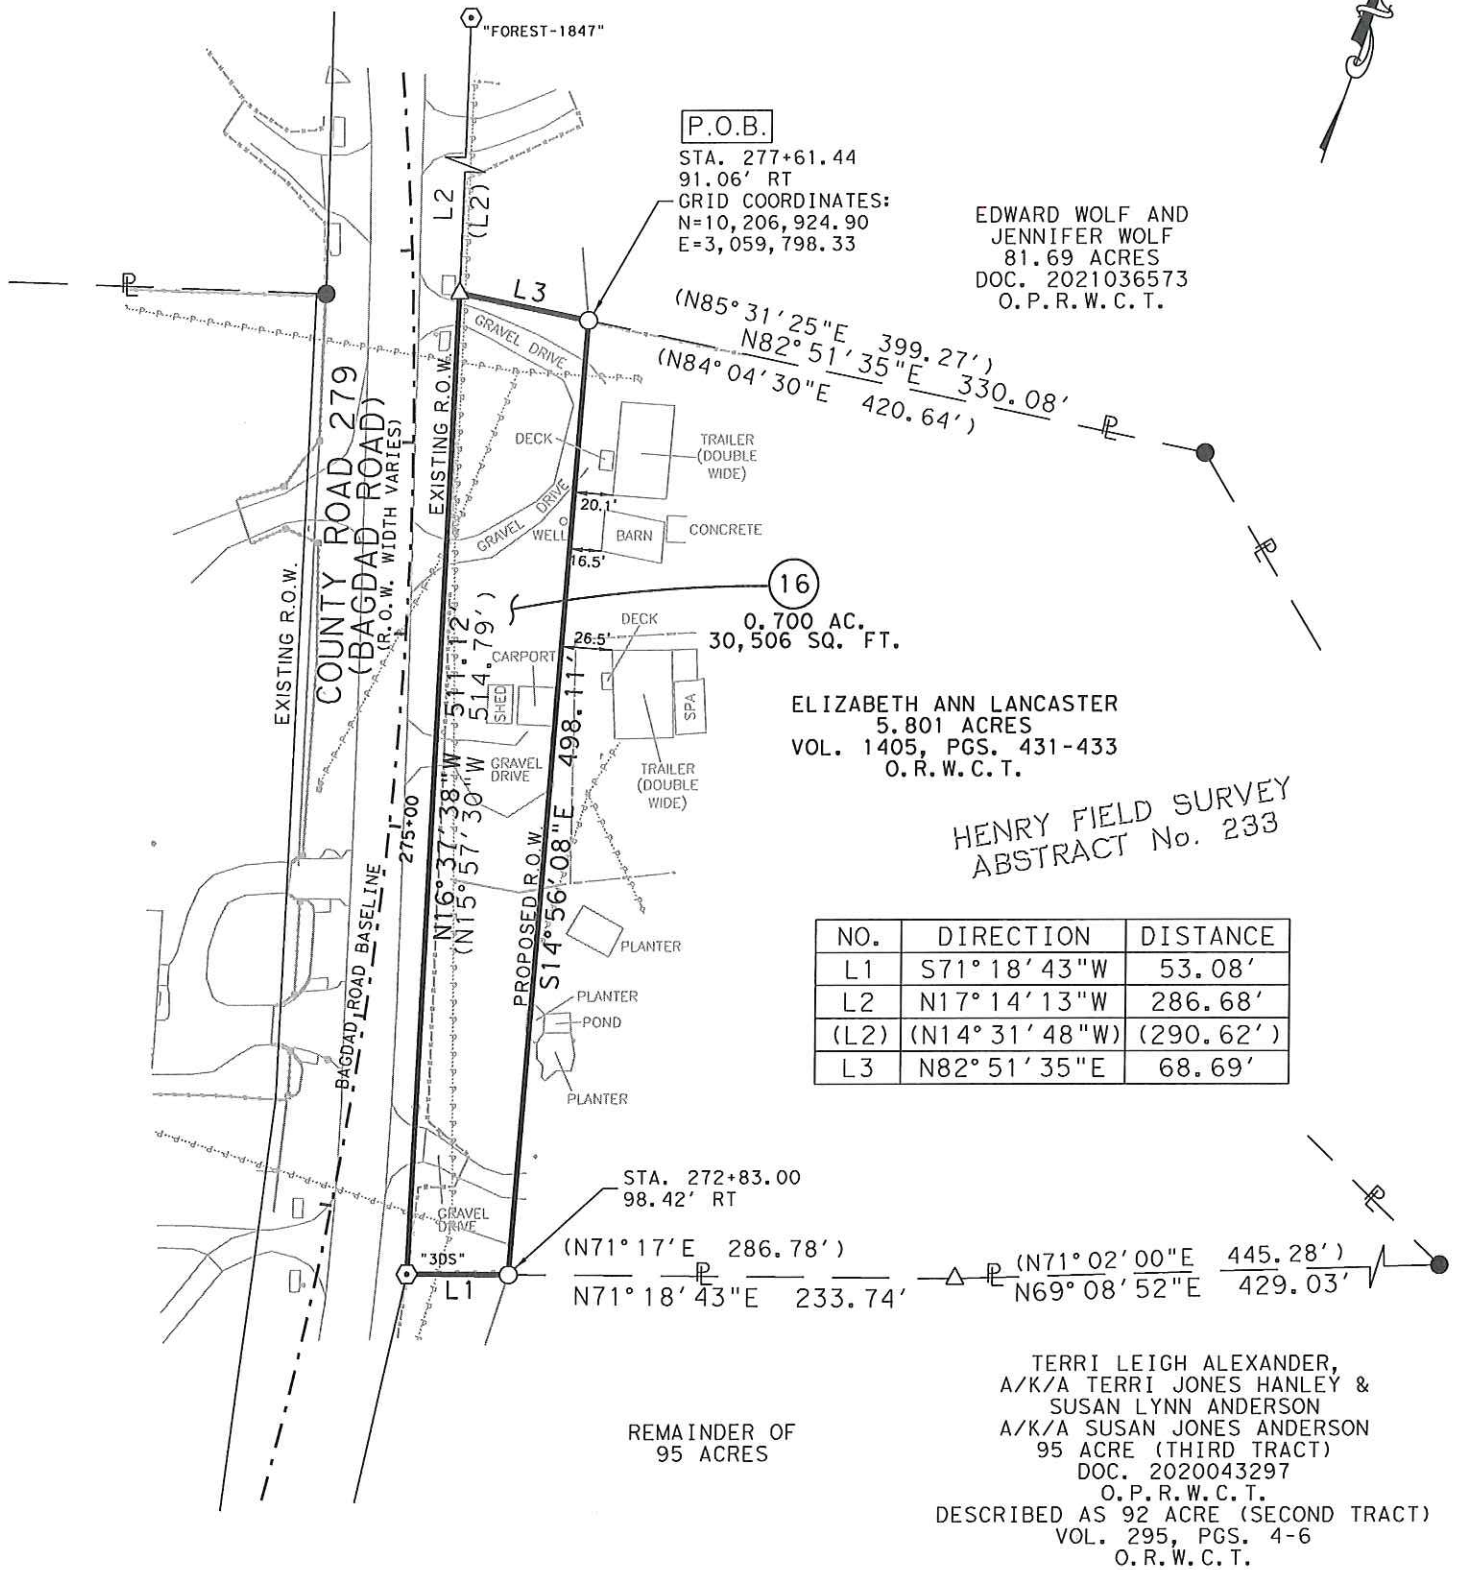 "FOREST-1847"
P.O.B.
STA. 277+61.44
91.06' RT
GRID COORDINATES:
N=10,206,924.90
E=3,059,798.33
EDWARD WOLF AND
JENNIFER WOLF
81.69 ACRES
DOC. 2021036573
O.P.R.W.C.T.
L2
(L2)
L3
(N85°31'25"E 399.27')
N82°51'35"E 330.08'
(N84°04'30"E 420.64')
P
P
P
GRAVEL DRIVE
EXISTING R.O.W.
COUNTY ROAD 279
(BAGDAD ROAD)
(R.O.W. WIDTH VARIES)
EXISTING R.O.W.
DECK
TRAILER
(DOUBLE
WIDE)
20.1'
GRAVEL DRIVE
WELL
BARN
CONCRETE
16.5'
16
0.700 AC.
30,506 SQ. FT.
DECK
26.5'
CARPORT
SHED
SPA
GRAVEL
DRIVE
TRAILER
(DOUBLE
WIDE)
ELIZABETH ANN LANCASTER
5.801 ACRES
VOL. 1405, PGS. 431-433
O.R.W.C.T.
HENRY FIELD SURVEY
ABSTRACT No. 233
275+00
N16°37'38"W 511.12'
(N15°57'30"W 514.79')
PROPOSED R.O.W.
S14°56'08"E 498.11'
BAGDAD ROAD BASELINE
PLANTER
PLANTER
POND
PLANTER
NO. DIRECTION DISTANCE
L1 S71°18'43"W 53.08'
L2 N17°14'13"W 286.68'
(L2) (N14°31'48"W) (290.62')
L3 N82°51'35"E 68.69'
STA. 272+83.00
98.42' RT
GRAVEL
DRIVE
"3DS"
L1
(N71°17'E 286.78')
P
N71°18'43"E 233.74'
P
(N71°02'00"E 445.28')
N69°08'52"E 429.03'
P
REMAINDER OF
95 ACRES
TERRI LEIGH ALEXANDER,
A/K/A TERRI JONES HANLEY &
SUSAN LYNN ANDERSON
A/K/A SUSAN JONES ANDERSON
95 ACRE (THIRD TRACT)
DOC. 2020043297
O.P.R.W.C.T.
DESCRIBED AS 92 ACRE (SECOND TRACT)
VOL. 295, PGS. 4-6
O.R.W.C.T.